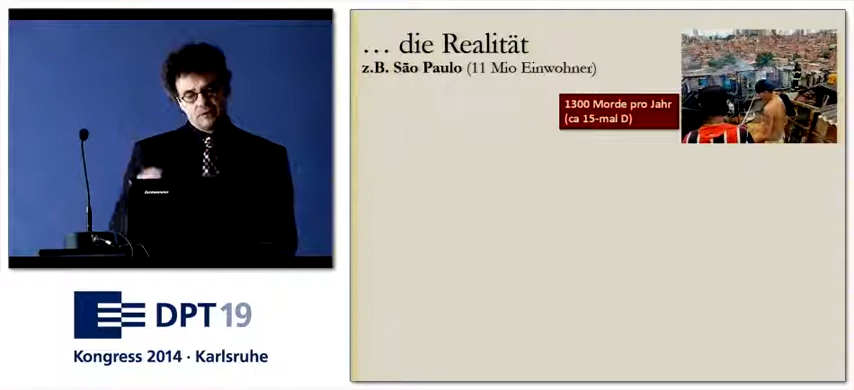 … die Realität
z.B. São Paulo (11 Mio Einwohner)
1300 Morde pro Jahr
(ca 15-mal D)
lenovo
DPT 19
Kongress 2014 · Karlsruhe